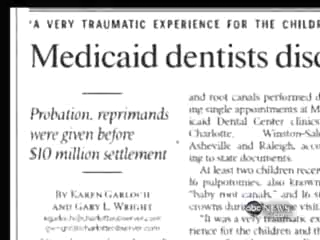 'A VERY TRAUMATIC EXPERIENCE FOR THE CHILDR
Medicaid dentists disc
Probation, reprimands
were given before
$10 million settlement
BY KAREN GARLOCH
AND GARY L. WRIGHT
and root canals performed d
ing single appointments at M
icaid Dental Center clinics
Charlotte, Winston-Sal
Asheville and Raleigh, acco
ing to state documents.
At least two children recei
16 pulpotomies, also known
"baby root canals," and 16 s
crowns during visi
"It was a very traumatic ex
rience for the children and th
abc NEWS